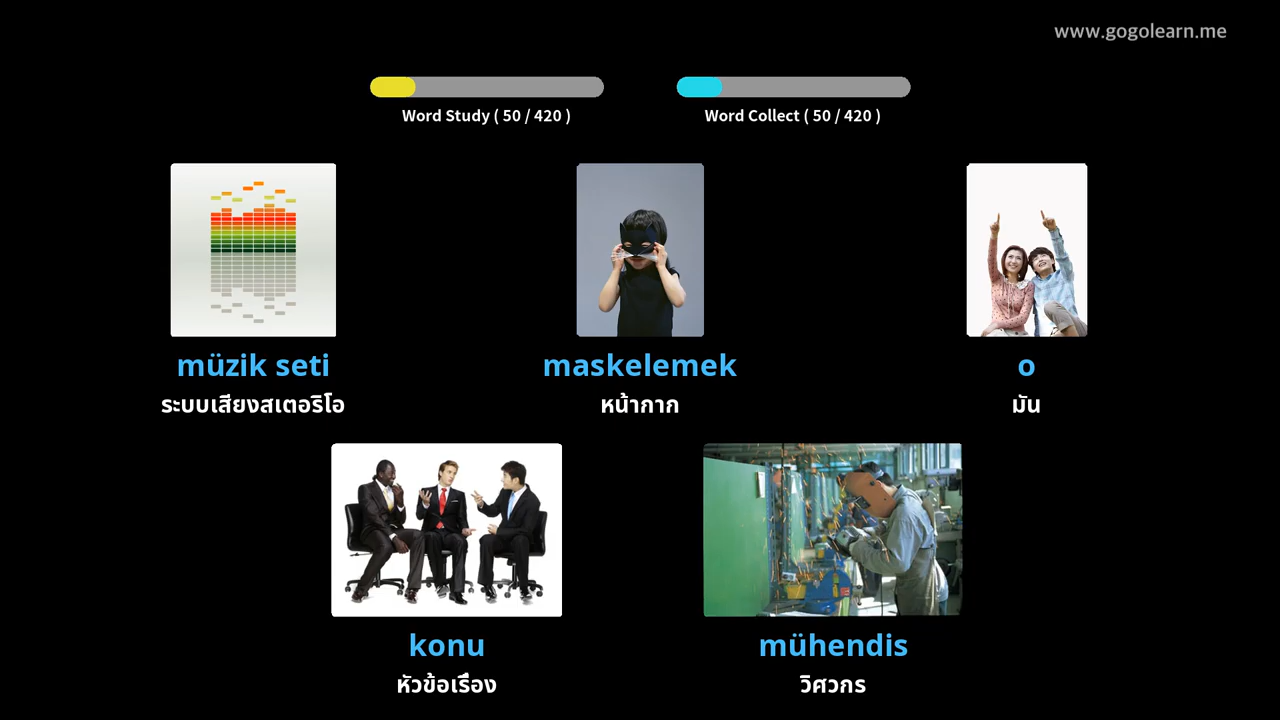 www.gogolearn.me
Word Study ( 50 / 420 )
Word Collect ( 50 / 420 )
müzik seti
ระบบเสียงสเตอริโอ
maskelemek
หน้ากาก
o
มัน
konu
หัวข้อเรื่อง
mühendis
วิศวกร